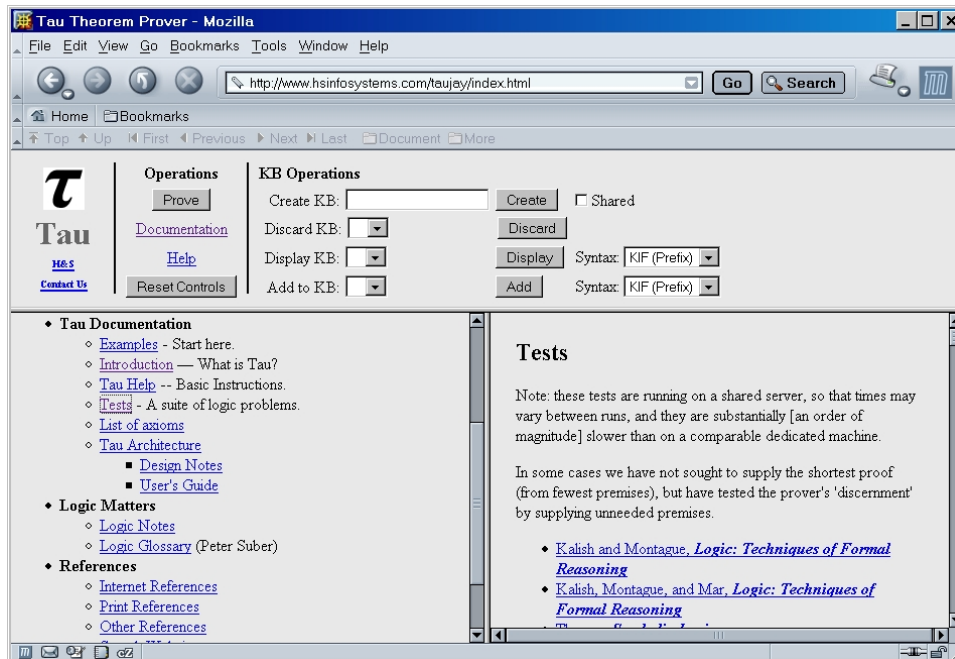 Tau Theorem Prover - Mozilla
File Edit View Go Bookmarks Tools Window Help
http://www.hsinfosystems.com/taujay/index.html Go Search
Home Bookmarks
Top Up First Previous Next Last Document More
τ
Tau
H&S
Contact Us
Operations
Prove
Documentation
Help
Reset Controls
KB Operations
Create KB: Create Shared
Discard KB: Discard
Display KB: Display Syntax: KIF (Prefix)
Add to KB: Add Syntax: KIF (Prefix)
Tau Documentation
Examples - Start here.
Introduction — What is Tau?
Tau Help -- Basic Instructions.
Tests - A suite of logic problems.
List of axioms
Tau Architecture
Design Notes
User's Guide
Logic Matters
Logic Notes
Logic Glossary (Peter Suber)
References
Internet References
Print References
Other References
Tests
Note: these tests are running on a shared server, so that times may
vary between runs, and they are substantially [an order of
magnitude] slower than on a comparable dedicated machine.
In some cases we have not sought to supply the shortest proof
(from fewest premises), but have tested the prover's 'discernment'
by supplying unneeded premises.
Kalish and Montague, Logic: Techniques of Formal
Reasoning
Kalish, Montague, and Mar, Logic: Techniques of
Formal Reasoning